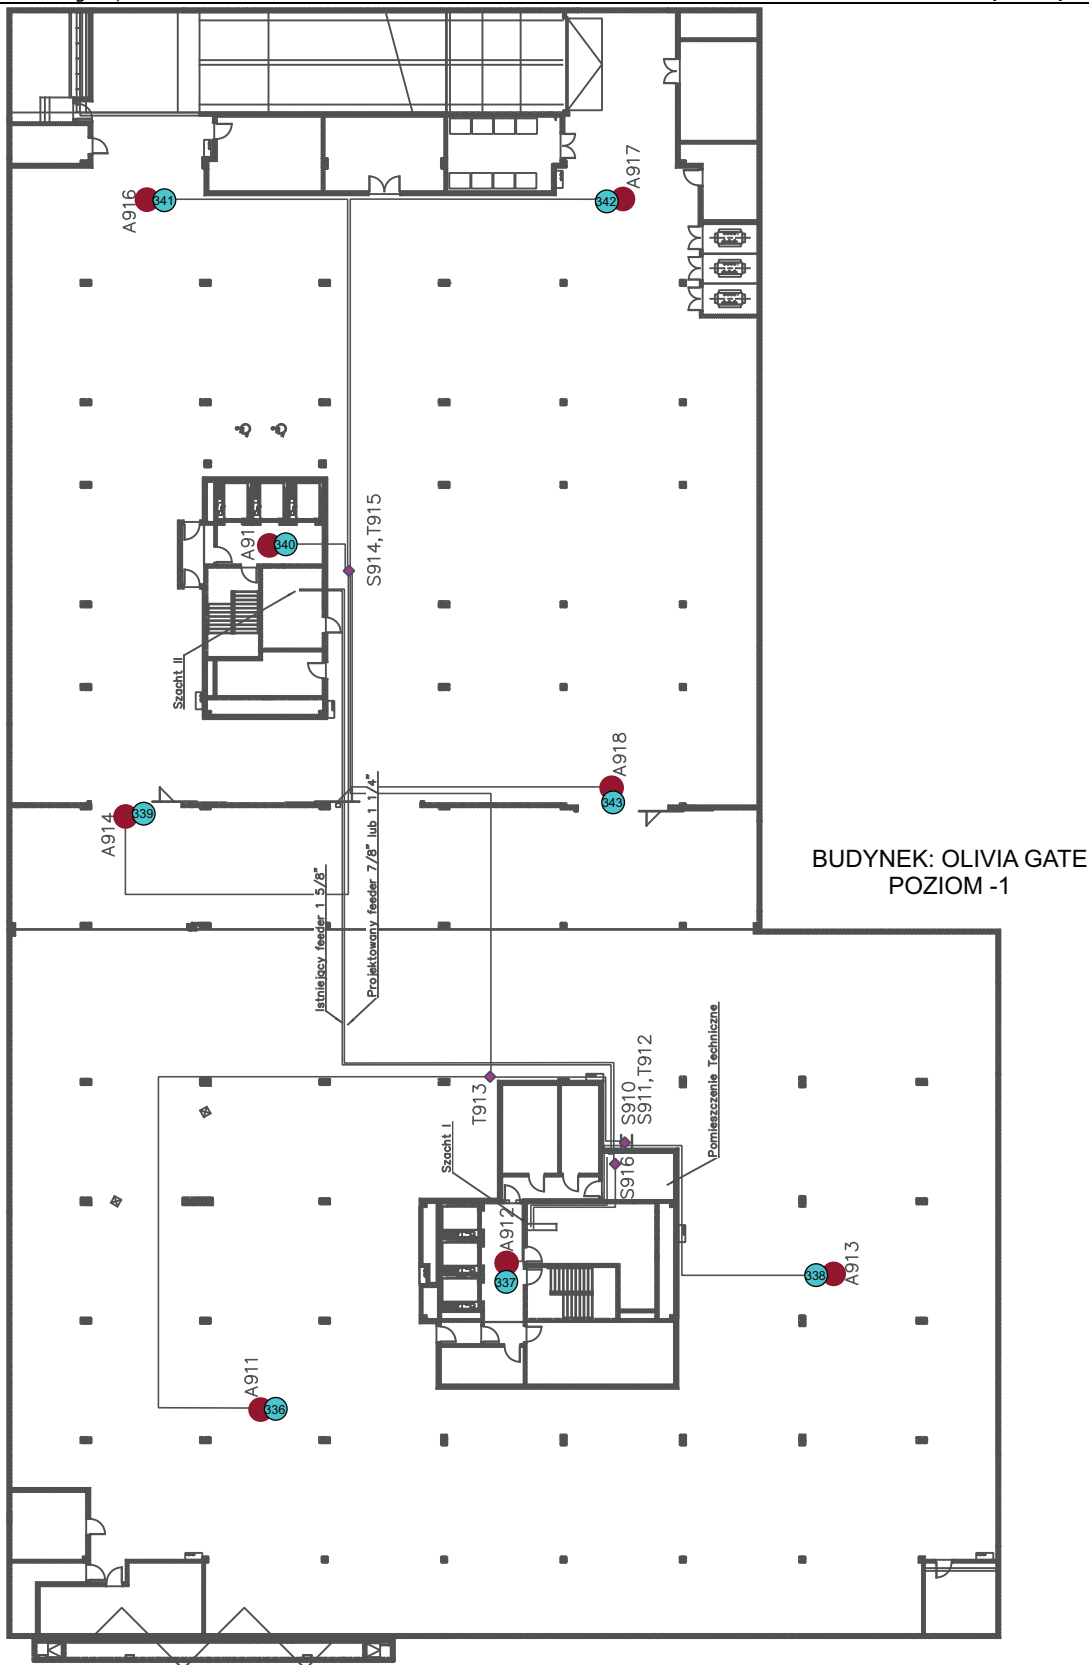 A916
341
342
A917
A91
340
S914,T915
Szacht II
A918
343
A914
339
Istniejący feeder 1 5/8"
Projektowany feeder 7/8" lub 1 1/4"
BUDYNEK: OLIVIA GATE
POZIOM -1
T913
S910
S911,T912
Pomieszczenie Techniczne
Szacht I
S916
A912
337
338
A913
A911
336